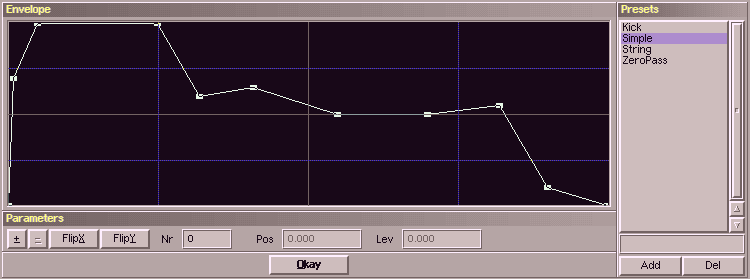 Envelope
Presets
Kick
Simple
String
ZeroPass
Parameters
± = FlipX FlipY Nr 0 Pos 0.000 Lev 0.000
Okay
Add Del